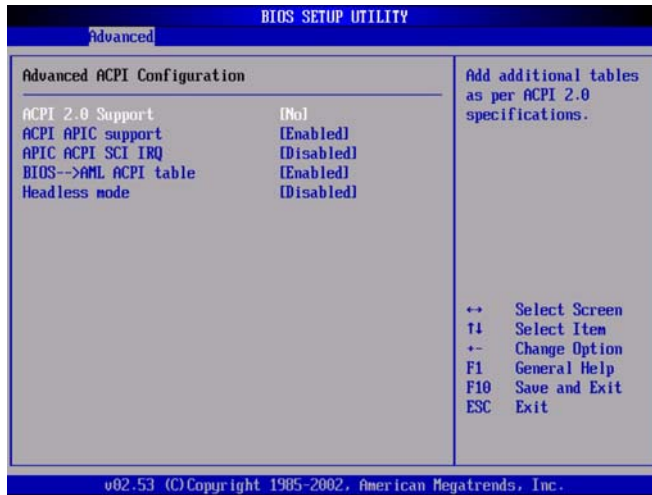 BIOS SETUP UTILITY
Advanced
Advanced ACPI Configuration
ACPI 2.0 Support [No]
ACPI APIC support [Enabled]
APIC ACPI SCI IRQ [Disabled]
BIOS-->AML ACPI table [Enabled]
Headless mode [Disabled]
Add additional tables
as per ACPI 2.0
specifications.
↔ Select Screen
↑↓ Select Item
+- Change Option
F1 General Help
F10 Save and Exit
ESC Exit
v02.53 (C)Copyright 1985-2002, American Megatrends, Inc.